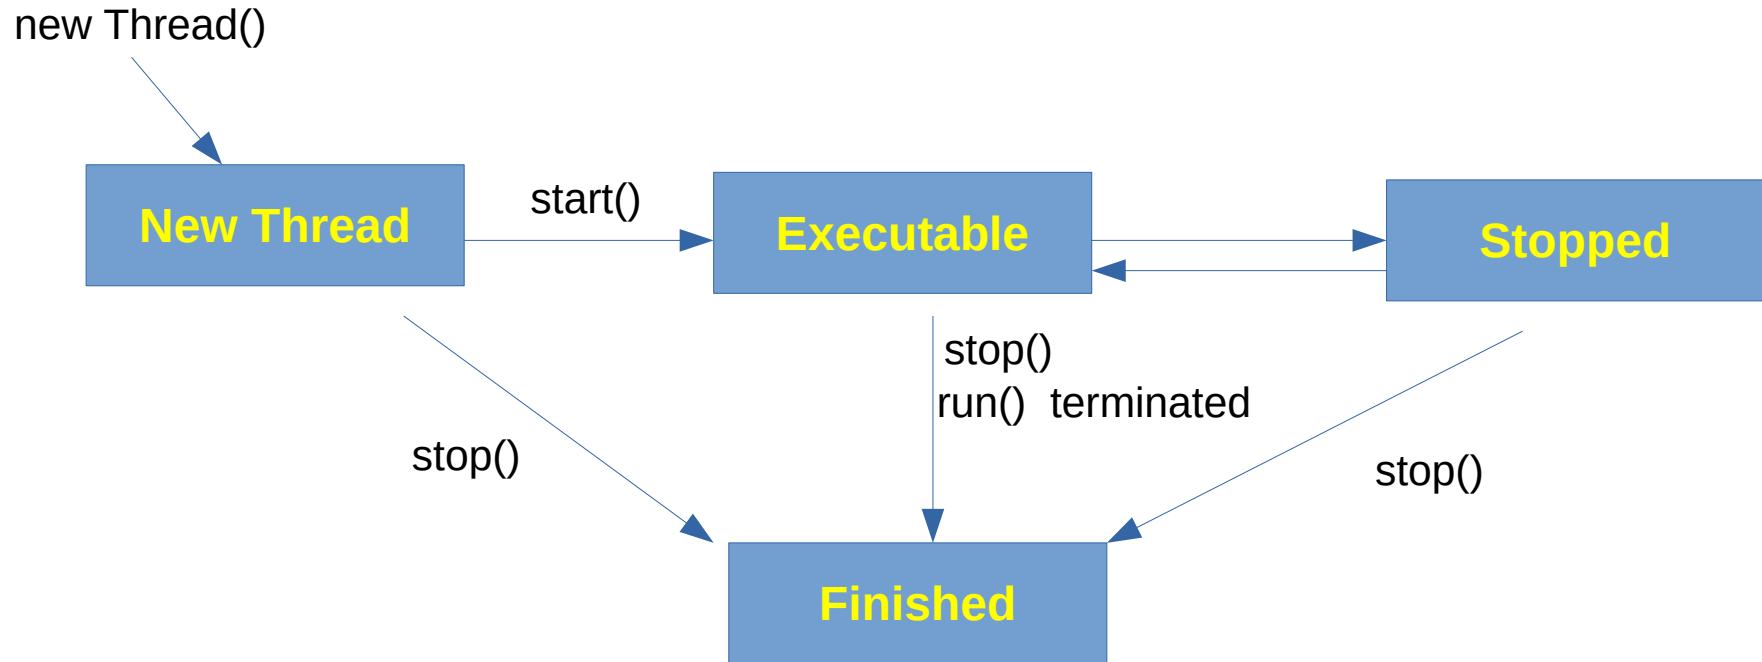 new Thread()
New Thread
start()
Executable
Stopped
stop()
run()  terminated
stop()
stop()
Finished